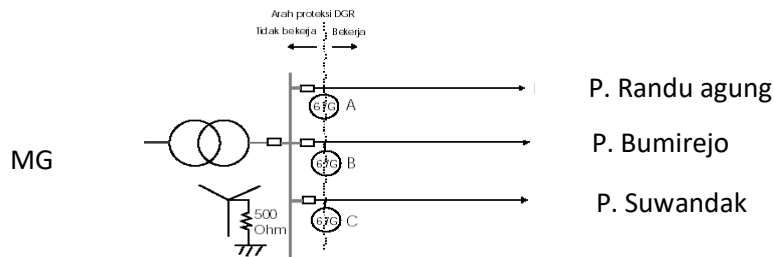 Arah proteksi DGR
Tidak bekerja Bekerja
67G A
P. Randu agung
67G B
P. Bumirejo
MG
67G C
P. Suwandak
500
Ohm